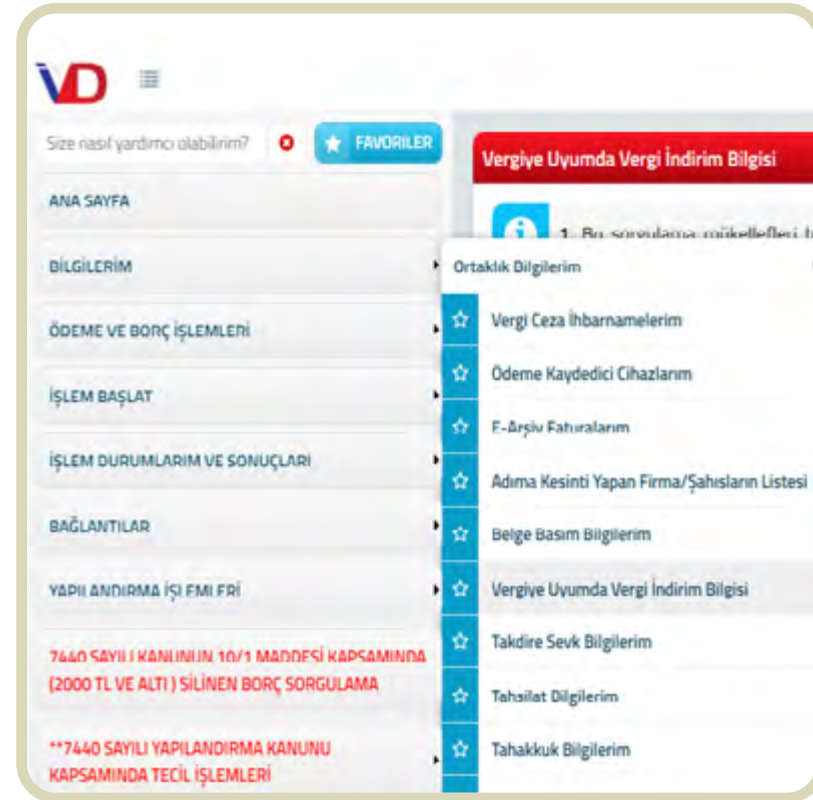 İVD
Size nasıl yardımcı olabilirim?
FAVORİLER
ANA SAYFA
BİLGİLERİM
ÖDEME VE BORÇ İŞLEMLERİ
İŞLEM BAŞLAT
İŞLEM DURUMLARIM VE SONUÇLARI
BAĞLANTILAR
YAPILANDIRMA İŞLEMLERİ
7440 SAYILI KANUNUN 10/1 MADDESİ KAPSAMINDA
(2000 TL VE ALTI ) SİLİNEN BORÇ SORGULAMA
**7440 SAYILI YAPILANDIRMA KANUNU
KAPSAMINDA TECİL İŞLEMLERİ
Vergiye Uyumda Vergi İndirim Bilgisi
1. Bu sorgulama mükellefleri
Ortaklık Bilgilerim
Vergi Ceza İhbarnamelerim
Ödeme Kaydedici Cihazlarım
E-Arşiv Faturalarım
Adıma Kesinti Yapan Firma/Şahısların Listesi
Belge Basım Bilgilerim
Vergiye Uyumda Vergi İndirim Bilgisi
Takdire Sevk Bilgilerim
Tahsilat Bilgilerim
Tahakkuk Bilgilerim